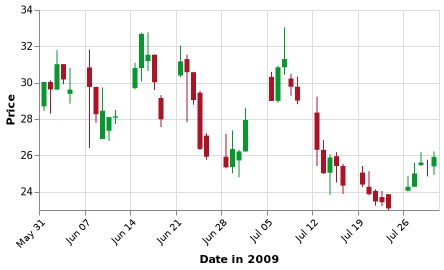 34
32
30
28
26
24
Price
May 31
Jun 07
Jun 14
Jun 21
Jun 28
Jul 05
Jul 12
Jul 19
Jul 26
Date in 2009